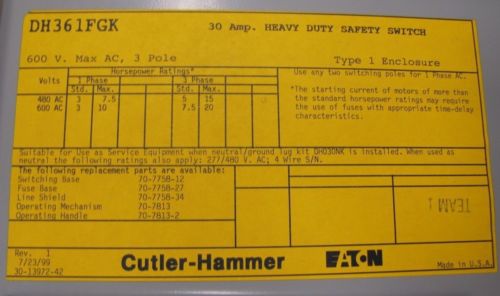 DH361FGK 30 Amp. HEAVY DUTY SAFETY SWITCH
600 V. Max AC, 3 Pole Type 1 Enclosure
Horsepower Ratings*
Volts 1 Phase 3 Phase
Std. Max. Std. Max.
480 AC 3 7.5 5 15
600 AC 3 10 7.5 20
Use any two switching poles for 1 Phase AC.
*The starting current of motors of more than
the standard horsepower ratings may require
the use of fuses with appropriate time-delay
characteristics.
Suitable for Use as Service Equipment when neutral/ground lug kit DH030NK is installed. When used as
neutral the following ratings also apply: 277/480 V. AC; 4 Wire S/N.
The following replacement parts are available:
Switching Base 70-7758-12
Fuse Base 70-7758-27
Line Shield 70-7758-34
Operating Mechanism 70-7813
Operating Handle 70-7813-2
TEAM 1
Rev. 1
7/23/99
30-13972-42
Cutler-Hammer EATON
Made in U.S.A.